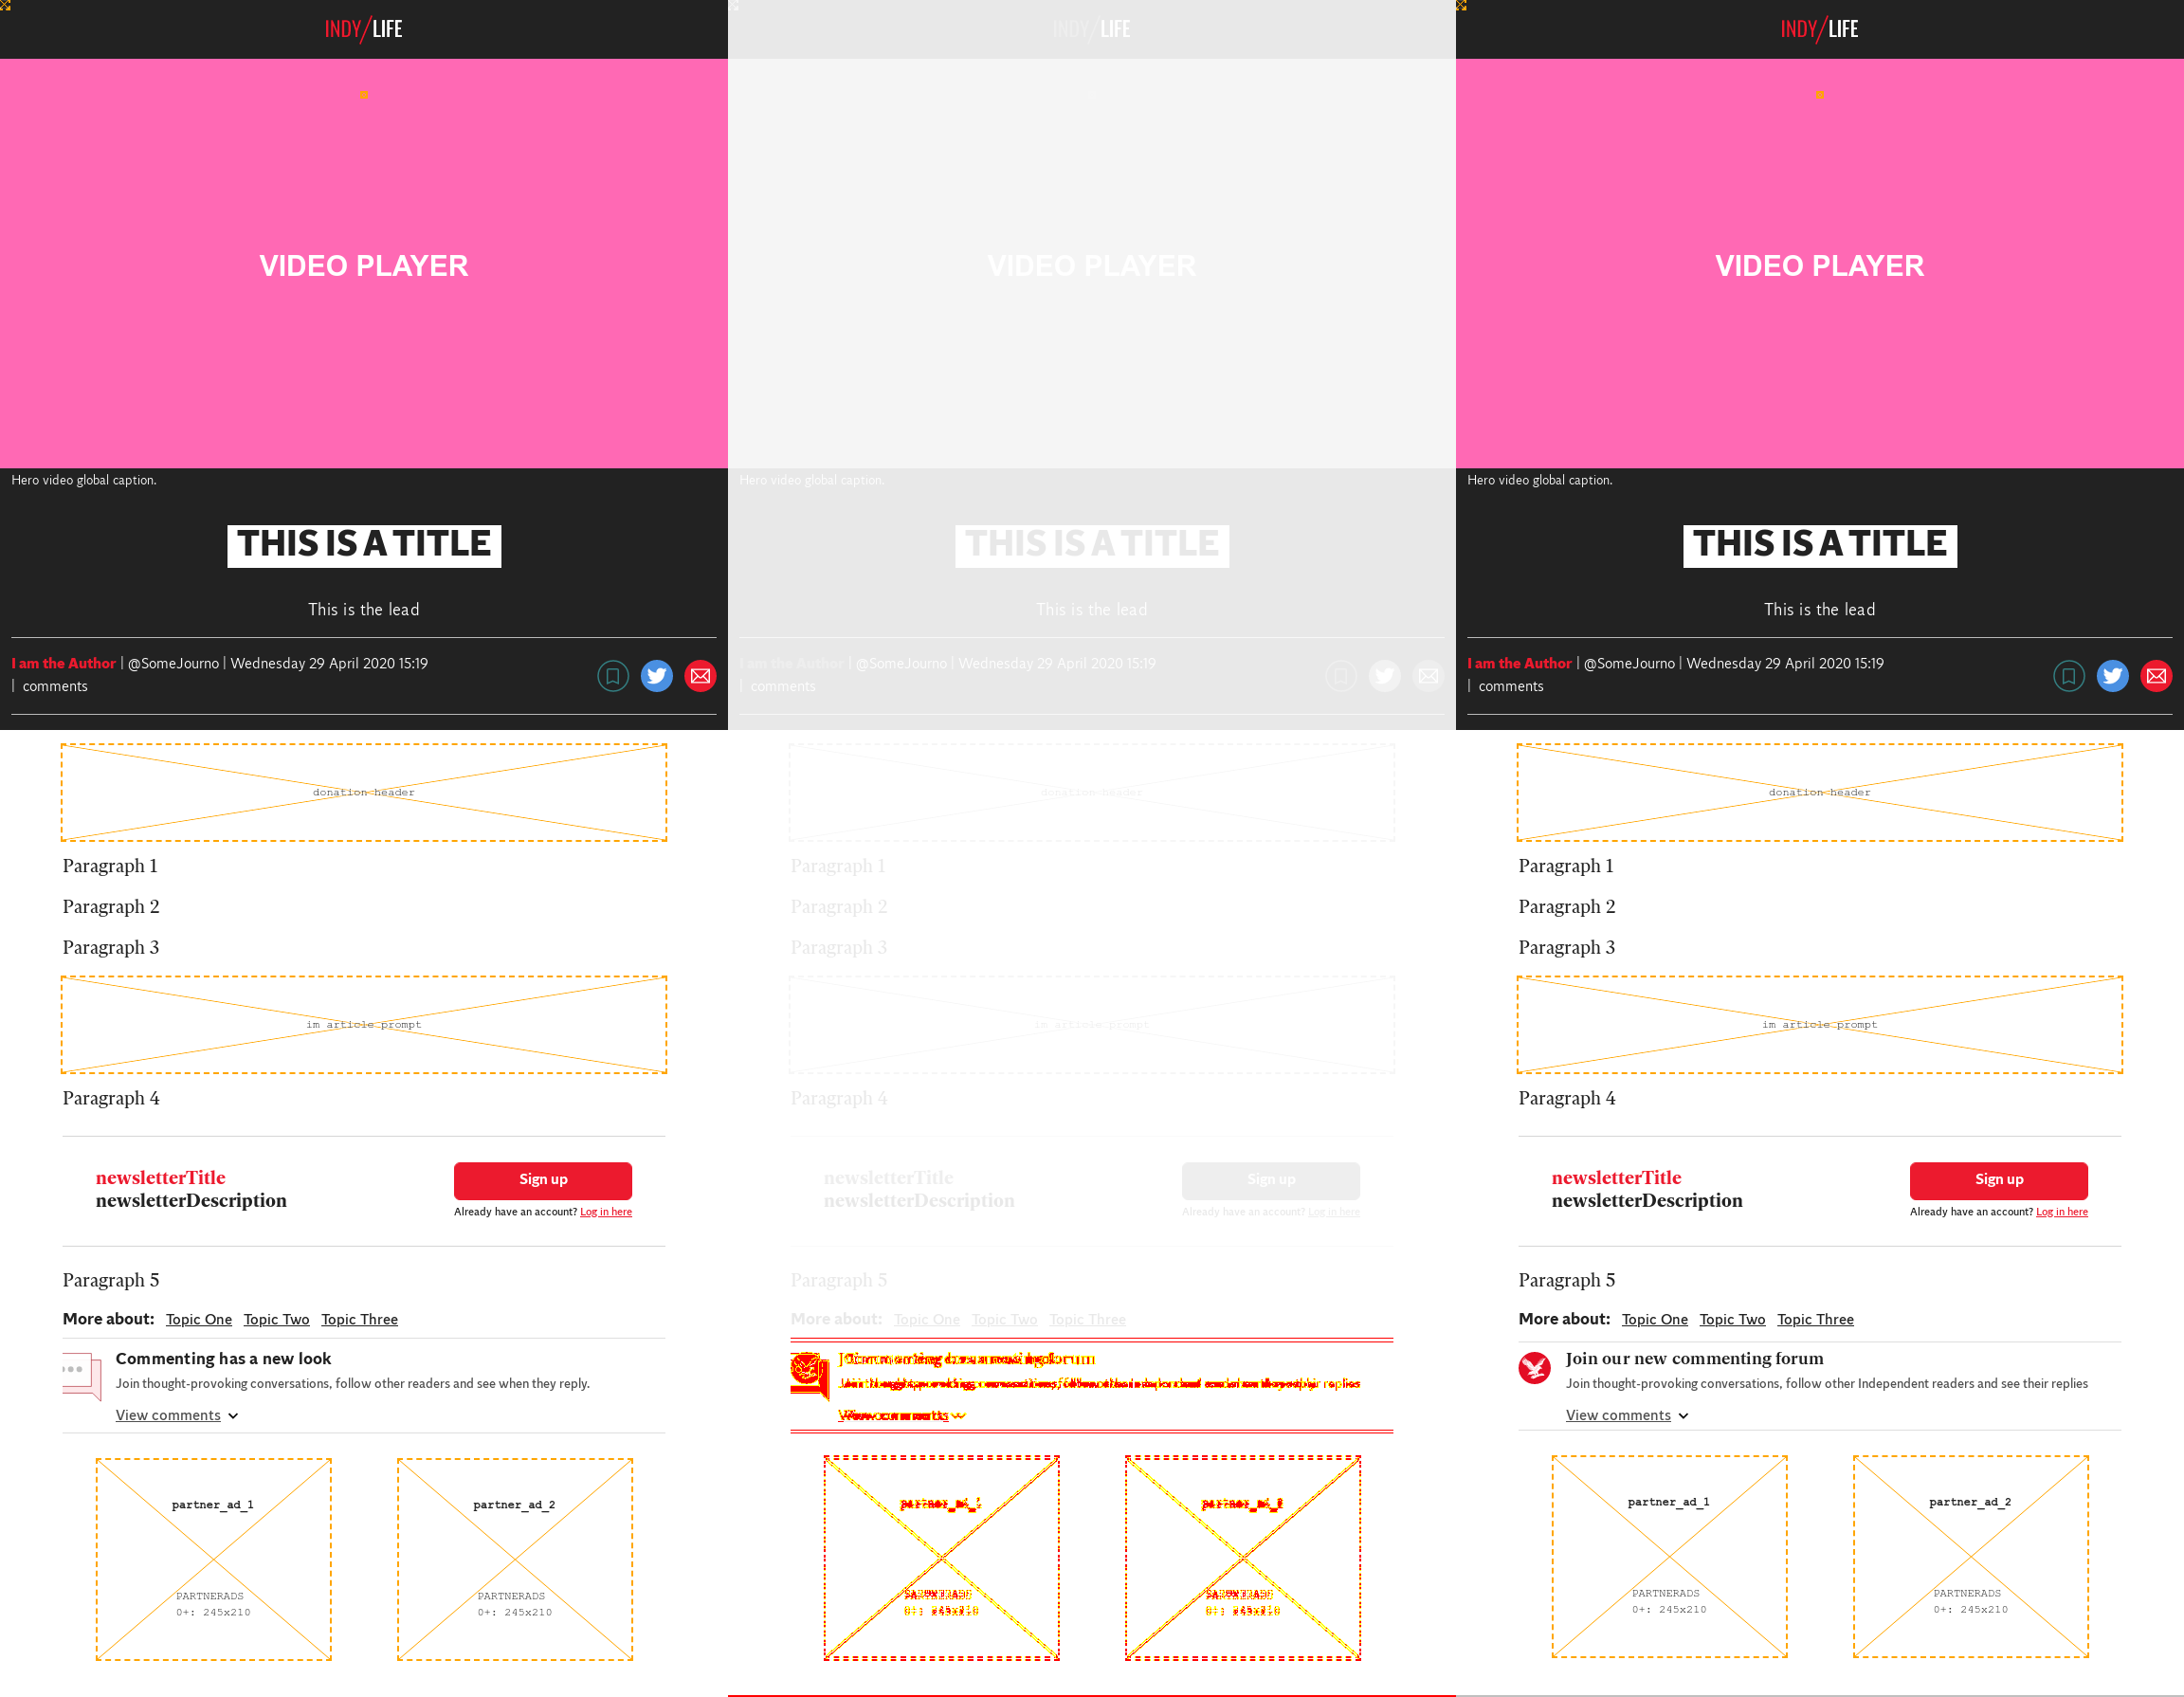 INDY/LIFE
VIDEO PLAYER
Hero video global caption.
THIS IS A TITLE
This is the lead
I am the Author | @SomeJourno | Wednesday 29 April 2020 15:19
| comments
donation header
Paragraph 1
Paragraph 2
Paragraph 3
im article prompt
Paragraph 4
newsletterTitle
newsletterDescription
Sign up
Already have an account? Log in here
Paragraph 5
More about: Topic One Topic Two Topic Three
Commenting has a new look
Join thought-provoking conversations, follow other readers and see when they reply.
View comments
partner_ad_1
PARTNERADS
0+: 245x210
partner_ad_2
PARTNERADS
0+: 245x210
INDY/LIFE
VIDEO PLAYER
Hero video global caption.
THIS IS A TITLE
This is the lead
I am the Author | @SomeJourno | Wednesday 29 April 2020 15:19
| comments
donation header
Paragraph 1
Paragraph 2
Paragraph 3
im article prompt
Paragraph 4
newsletterTitle
newsletterDescription
Sign up
Already have an account? Log in here
Paragraph 5
More about: Topic One Topic Two Topic Three
INDY/LIFE
VIDEO PLAYER
Hero video global caption.
THIS IS A TITLE
This is the lead
I am the Author | @SomeJourno | Wednesday 29 April 2020 15:19
| comments
donation header
Paragraph 1
Paragraph 2
Paragraph 3
im article prompt
Paragraph 4
newsletterTitle
newsletterDescription
Sign up
Already have an account? Log in here
Paragraph 5
More about: Topic One Topic Two Topic Three
Join our new commenting forum
Join thought-provoking conversations, follow other Independent readers and see their replies
View comments
partner_ad_1
PARTNERADS
0+: 245x210
partner_ad_2
PARTNERADS
0+: 245x210